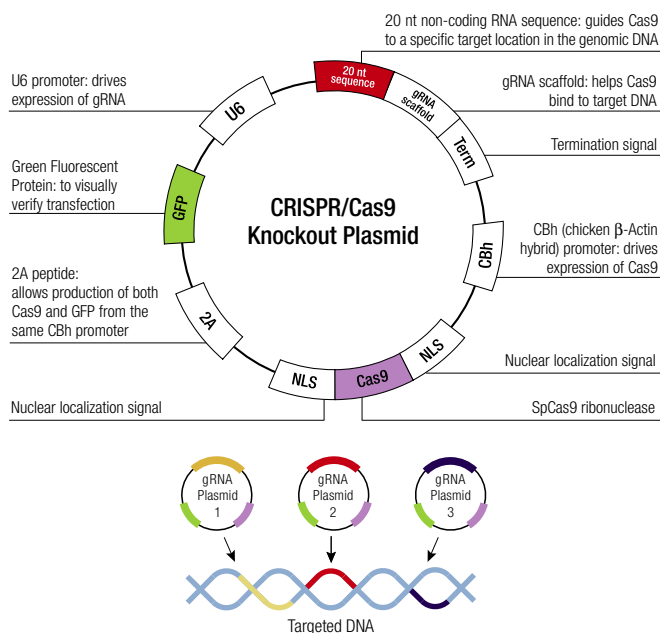 20 nt non-coding RNA sequence: guides Cas9
to a specific target location in the genomic DNA
U6 promoter: drives
expression of gRNA
20 nt
sequence
gRNA
scaffold
gRNA scaffold: helps Cas9
bind to target DNA
U6
Term
Termination signal
Green Fluorescent
Protein: to visually
verify transfection
GFP
CRISPR/Cas9
Knockout Plasmid
CBh
CBh (chicken β-Actin
hybrid) promoter: drives
expression of Cas9
2A peptide:
allows production of both
Cas9 and GFP from the
same CBh promoter
2A
NLS
Cas9
NLS
Nuclear localization signal
Nuclear localization signal
SpCas9 ribonuclease
gRNA
Plasmid
1
gRNA
Plasmid
2
gRNA
Plasmid
3
Targeted DNA